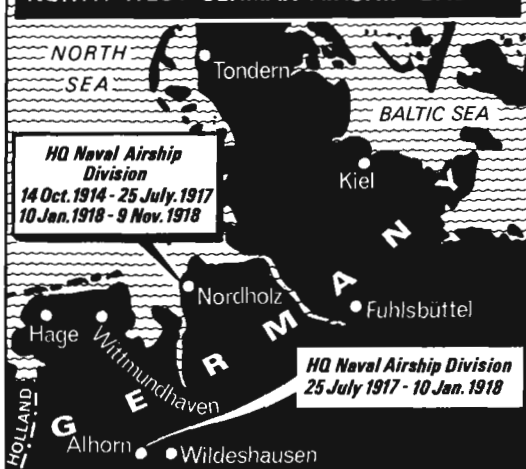 NORTH
SEA
Tondern
BALTIC SEA
HQ Naval Airship
Division
14 Oct. 1914 - 25 July. 1917
10 Jan. 1918 - 9 Nov. 1918
Kiel
Nordholz
Fuhlsbüttel
Hage
Wittmundhaven
GERMANY
HQ Naval Airship Division
25 July 1917 - 10 Jan. 1918
HOLLAND
Alhorn
Wildeshausen